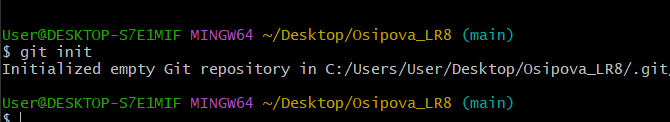 User@DESKTOP-S7E1MIF MINGW64 ~/Desktop/Osipova_LR8 (main)
$ git init
Initialized empty Git repository in C:/Users/User/Desktop/Osipova_LR8/.git/
User@DESKTOP-S7E1MIF MINGW64 ~/Desktop/Osipova_LR8 (main)
$